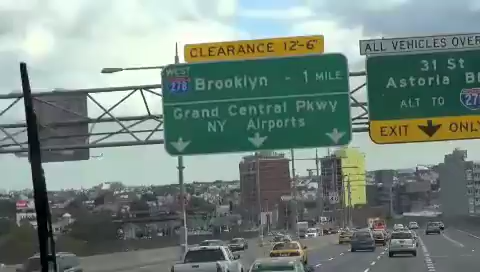 CLEARANCE 12'-6"
WEST
278 Brooklyn - 1 MILE
Grand Central Pkwy
NY Airports
ALL VEHICLES OVER
31 St
Astoria
ALT TO
EXIT ONLY